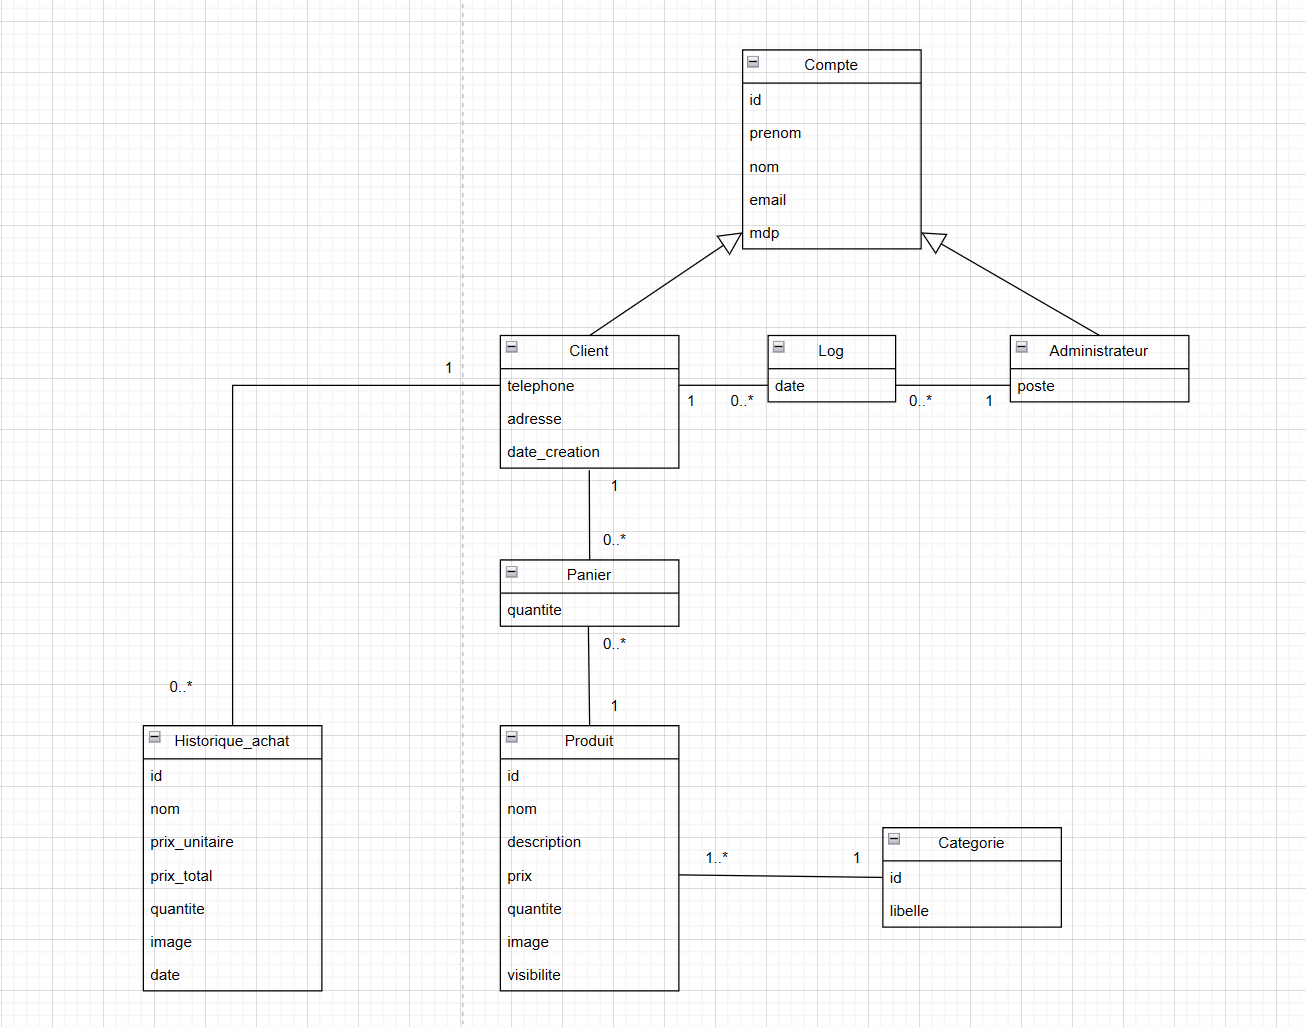 Compte
id
prenom
nom
email
mdp
Client
telephone
adresse
date_creation
Log
date
Administrateur
poste
1
1
0..*
0..*
1
1
0..*
Panier
quantite
0..*
1
0..*
Historique_achat
id
nom
prix_unitaire
prix_total
quantite
image
date
Produit
id
nom
description
prix
quantite
image
visibilite
1..*
1
Categorie
id
libelle